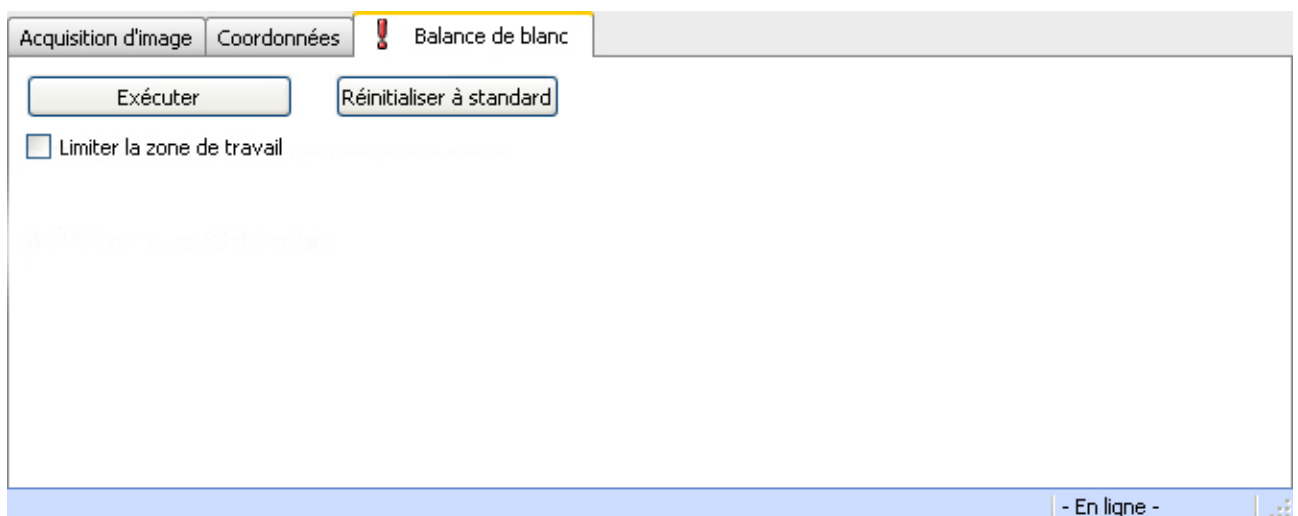 Acquisition d'image Coordonnées Balance de blanc
Exécuter Réinitialiser à standard
Limiter la zone de travail
- En ligne -